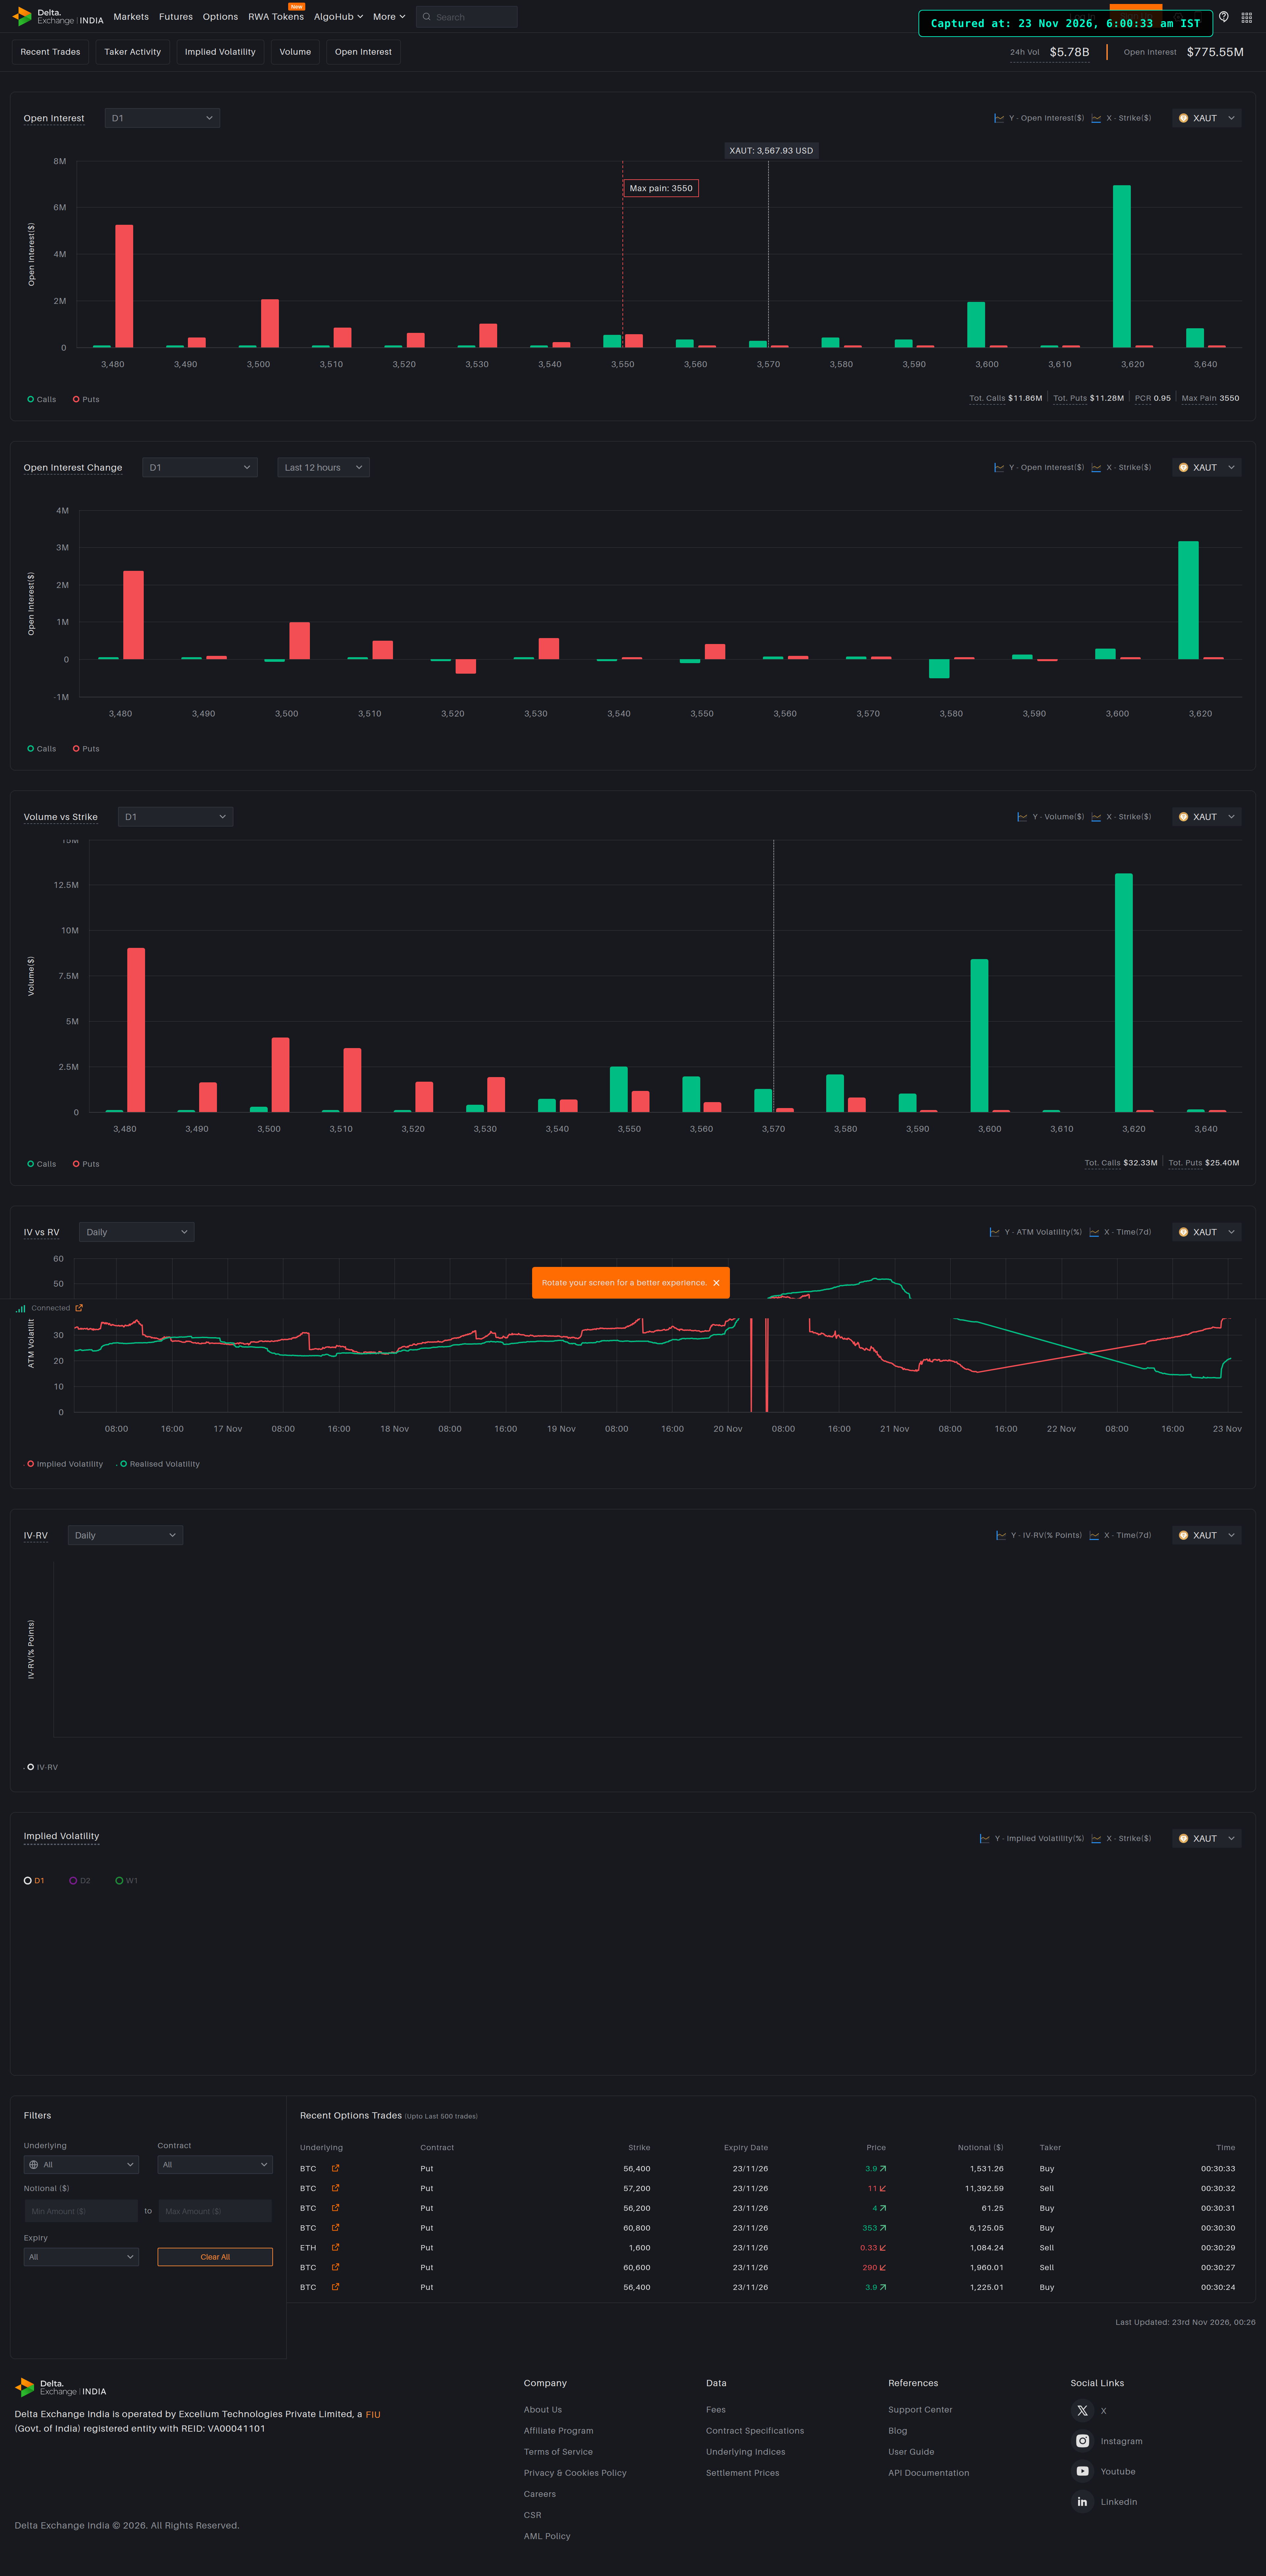 Delta. Exchange | INDIA Markets Futures Options RWA Tokens New AlgoHub More Search
Captured at: 23 Nov 2026, 6:00:33 am IST
Recent Trades Taker Activity Implied Volatility Volume Open Interest 24h Vol $5.78B Open Interest $775.55M
Open Interest D1 Y - Open Interest($) X - Strike($) XAUT
XAUT: 3,567.93 USD
Max pain: 3550
Open Interest($)
8M
6M
4M
2M
0
3,480 3,490 3,500 3,510 3,520 3,530 3,540 3,550 3,560 3,570 3,580 3,590 3,600 3,610 3,620 3,640
Calls Puts Tot. Calls $11.86M Tot. Puts $11.28M PCR 0.95 Max Pain 3550
Open Interest Change D1 Last 12 hours Y - Open Interest($) X - Strike($) XAUT
Open Interest($)
4M
3M
2M
1M
0
-1M
3,480 3,490 3,500 3,510 3,520 3,530 3,540 3,550 3,560 3,570 3,580 3,590 3,600 3,620
Calls Puts
Volume vs Strike D1 Y - Volume($) X - Strike($) XAUT
Volume($)
15M
12.5M
10M
7.5M
5M
2.5M
0
3,480 3,490 3,500 3,510 3,520 3,530 3,540 3,550 3,560 3,570 3,580 3,590 3,600 3,610 3,620 3,640
Calls Puts Tot. Calls $32.33M Tot. Puts $25.40M
IV vs RV Daily Y - ATM Volatility(%) X - Time(7d) XAUT
60
50
Rotate your screen for a better experience.
Connected
ATM Volatilit
30
20
10
0
08:00 16:00 17 Nov 08:00 16:00 18 Nov 08:00 16:00 19 Nov 08:00 16:00 20 Nov 08:00 16:00 21 Nov 08:00 16:00 22 Nov 08:00 16:00 23 Nov
Implied Volatility Realised Volatility
IV-RV Daily Y - IV-RV(% Points) X - Time(7d) XAUT
IV-RV(% Points)
IV-RV
Implied Volatility Y - Implied Volatility(%) X - Strike($) XAUT
D1 D2 W1
Filters
Underlying Contract
All All
Notional ($)
Min Amount ($) to Max Amount ($)
Expiry
All Clear All
Recent Options Trades (Upto Last 500 trades)
Underlying Contract Strike Expiry Date Price Notional ($) Taker Time
BTC Put 56,400 23/11/26 3.9 1,531.26 Buy 00:30:33
BTC Put 57,200 23/11/26 11 11,392.59 Sell 00:30:32
BTC Put 56,200 23/11/26 4 61.25 Buy 00:30:31
BTC Put 60,800 23/11/26 353 6,125.05 Buy 00:30:30
ETH Put 1,600 23/11/26 0.33 1,084.24 Sell 00:30:29
BTC Put 60,600 23/11/26 290 1,960.01 Sell 00:30:27
BTC Put 56,400 23/11/26 3.9 1,225.01 Buy 00:30:24
Last Updated: 23rd Nov 2026, 00:26
Delta. Exchange | INDIA
Delta Exchange India is operated by Excelium Technologies Private Limited, a FIU
(Govt. of India) registered entity with REID: VA00041101
Delta Exchange India © 2026. All Rights Reserved.
Company
About Us
Affiliate Program
Terms of Service
Privacy & Cookies Policy
Careers
CSR
AML Policy
Data
Fees
Contract Specifications
Underlying Indices
Settlement Prices
References
Support Center
Blog
User Guide
API Documentation
Social Links
X
Instagram
Youtube
Linkedin